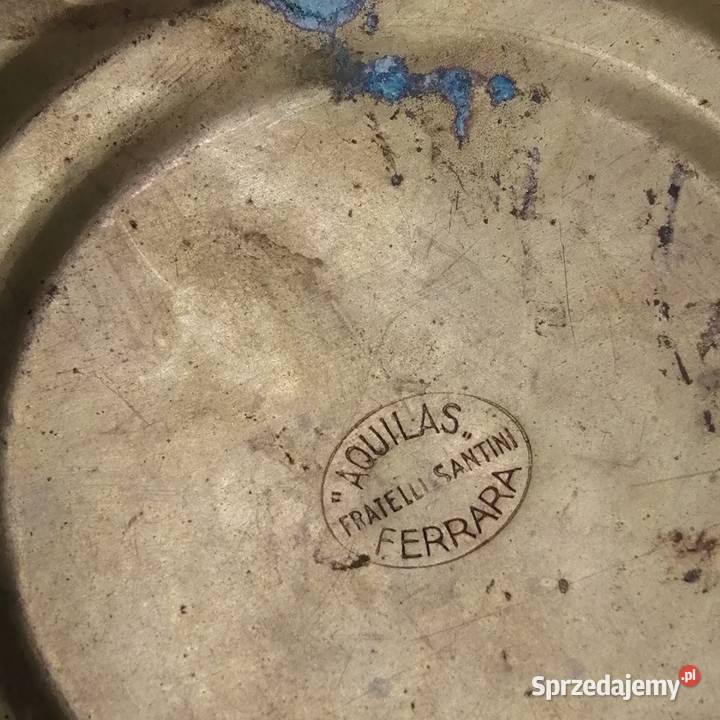 "AQUILAS„
FRATELLI SANTINI
FERRARA
Sprzedajemy.pl